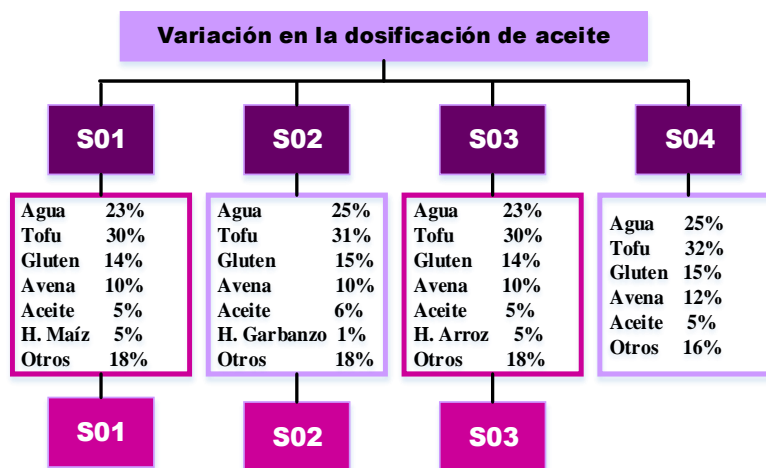 Variación en la dosificación de aceite
S01
S02
S03
S04
Agua 23%
Tofu 30%
Gluten 14%
Avena 10%
Aceite 5%
H. Maíz 5%
Otros 18%
Agua 25%
Tofu 31%
Gluten 15%
Avena 10%
Aceite 6%
H. Garbanzo 1%
Otros 18%
Agua 23%
Tofu 30%
Gluten 14%
Avena 10%
Aceite 5%
H. Arroz 5%
Otros 18%
Agua 25%
Tofu 32%
Gluten 15%
Avena 12%
Aceite 5%
Otros 16%
S01
S02
S03